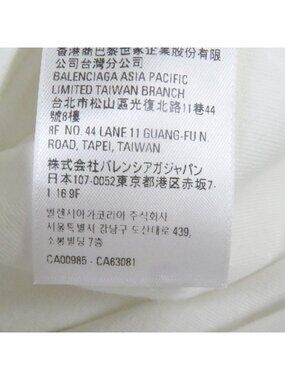 香港商巴黎世家企業股份有限
公司台灣分公司
BALENCIAGA ASIA PACIFIC
LIMITED TAIWAN BRANCH
台北市松山區光復北路11巷44
號8樓
8F NO. 44 LANE 11 GUANG-FU N.
ROAD, TAPEI, TAIWAN
株式会社バレンシアガジャパン
日本107-0052東京都港区赤坂7-
1 16 9F
발렌시아가코리아 주식회사
서울특별시 강남구 도산대로 439,
소봉빌딩 7층
CA00985 - CA63081